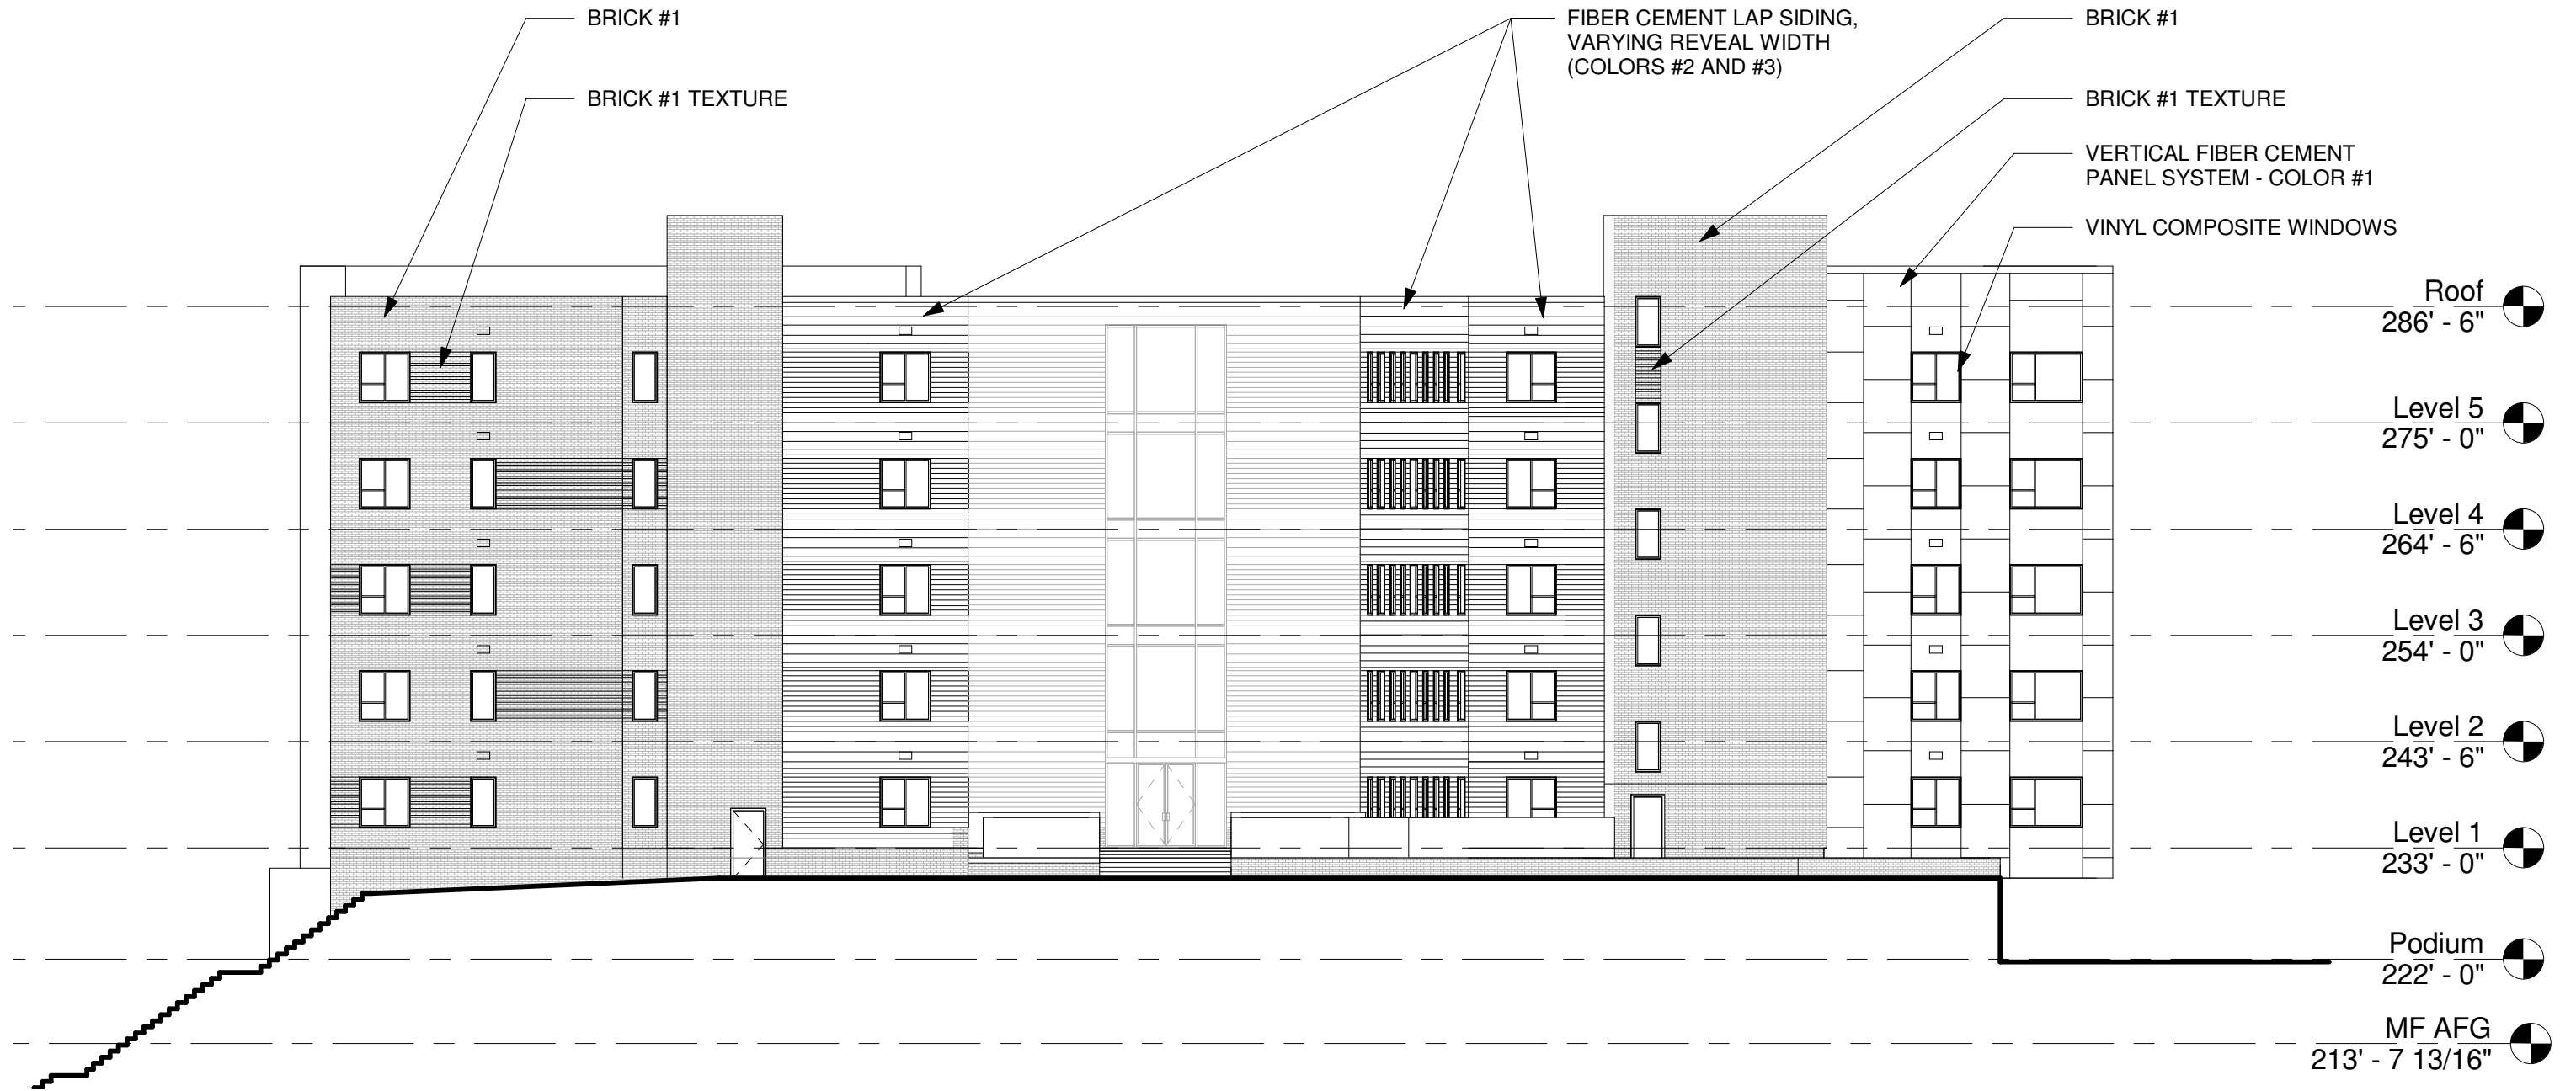 BRICK #1
BRICK #1 TEXTURE
FIBER CEMENT LAP SIDING,
VARYING REVEAL WIDTH
(COLORS #2 AND #3)
BRICK #1
BRICK #1 TEXTURE
VERTICAL FIBER CEMENT
PANEL SYSTEM - COLOR #1
VINYL COMPOSITE WINDOWS
Roof
286' - 6"
Level 5
275' - 0"
Level 4
264' - 6"
Level 3
254' - 0"
Level 2
243' - 6"
Level 1
233' - 0"
Podium
222' - 0"
MF AFG
213' - 7 13/16"